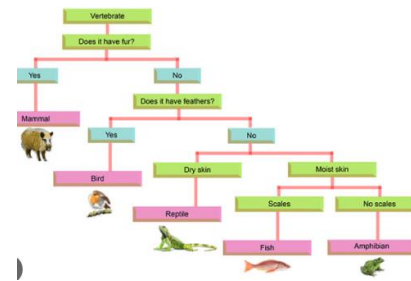 Vertebrate
Does it have fur?
Yes
No
Mammal
Does it have feathers?
Yes
No
Bird
Dry skin
Moist skin
Reptile
Scales
No scales
Fish
Amphibian